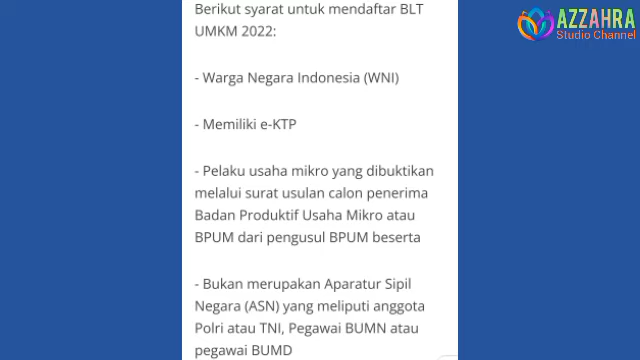 Berikut syarat untuk mendaftar BLT
UMKM 2022:
- Warga Negara Indonesia (WNI)
- Memiliki e-KTP
- Pelaku usaha mikro yang dibuktikan
melalui surat usulan calon penerima
Badan Produktif Usaha Mikro atau
BPUM dari pengusul BPUM beserta
- Bukan merupakan Aparatur Sipil
Negara (ASN) yang meliputi anggota
Polri atau TNI, Pegawai BUMN atau
pegawai BUMD
AZZAHRA
Studio Channel